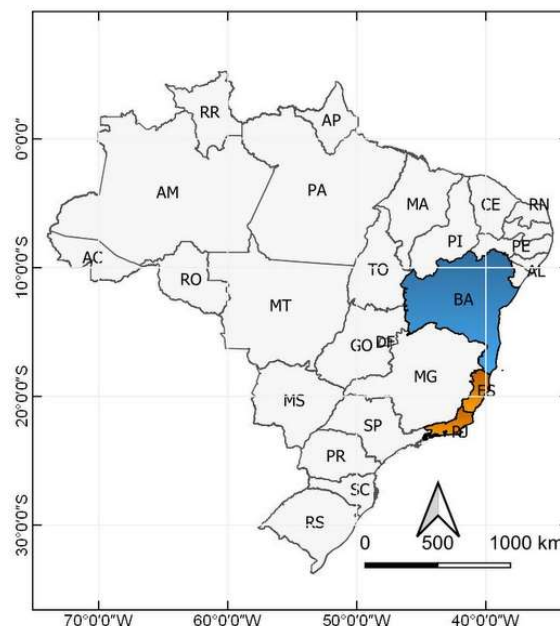 RR
AP
0°0'0"
AM
PA
MA
CE
RN
PI
PE
AC
10°0'0"S
RO
TO
AL
MT
BA
GO
DF
MG
MS
ES
20°0'0"S
SP
RJ
PR
SC
RS
30°0'0"S
0 500 1000 km
70°0'0"W 60°0'0"W 50°0'0"W 40°0'0"W